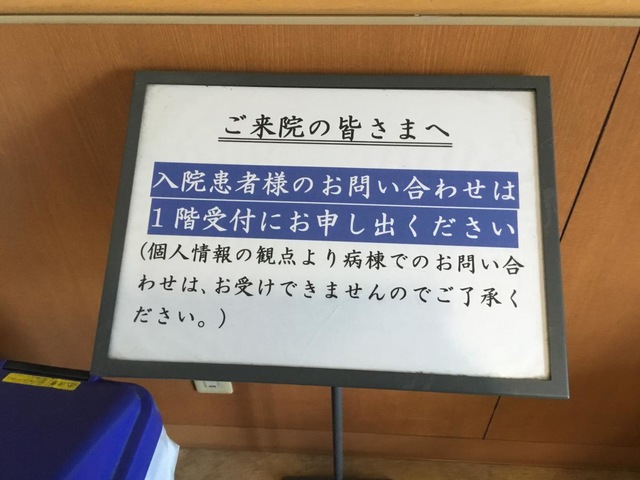 ご来院の皆さまへ
入院患者様のお問い合わせは
1階受付にお申し出ください
(個人情報の観点より病棟でのお問い合
わせは、お受けできませんのでご了承く
ださい。)